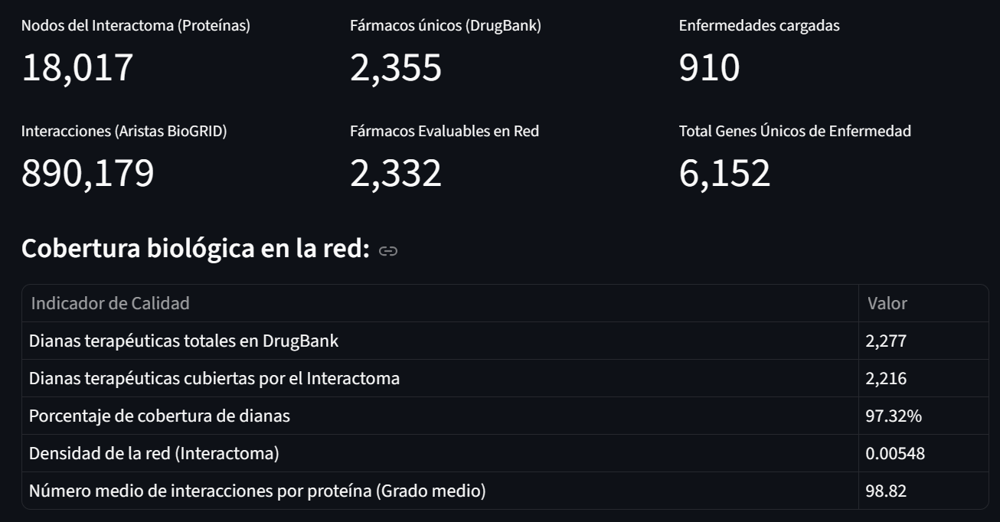 Nodos del Interactoma (Proteínas)
18,017
Fármacos únicos (DrugBank)
2,355
Enfermedades cargadas
910
Interacciones (Aristas BioGRID)
890,179
Fármacos Evaluables en Red
2,332
Total Genes Únicos de Enfermedad
6,152
Cobertura biológica en la red:
Indicador de Calidad Valor
Dianas terapéuticas totales en DrugBank 2,277
Dianas terapéuticas cubiertas por el Interactoma 2,216
Porcentaje de cobertura de dianas 97.32%
Densidad de la red (Interactoma) 0.00548
Número medio de interacciones por proteína (Grado medio) 98.82